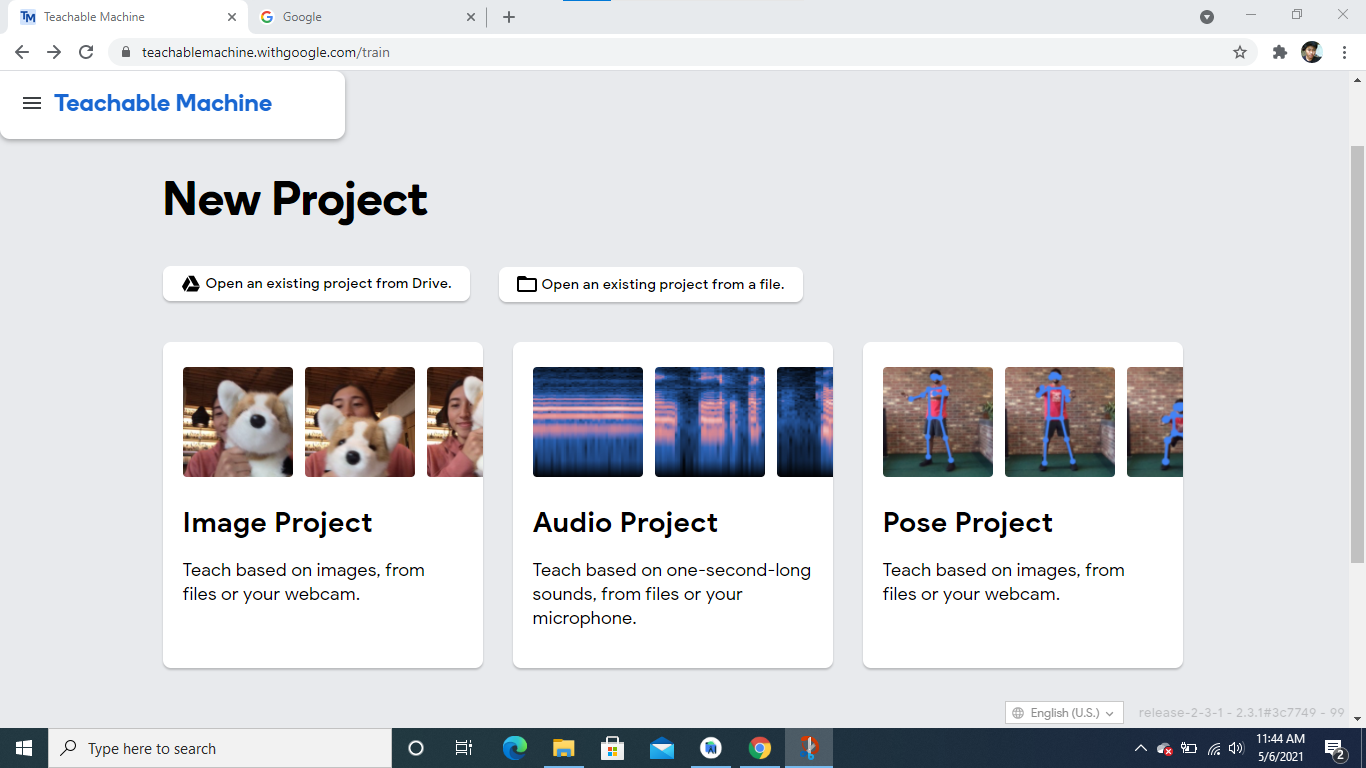 Teachable Machine
Google
teachablemachine.withgoogle.com/train
Teachable Machine
New Project
Open an existing project from Drive.
Open an existing project from a file.
Image Project
Teach based on images, from
files or your webcam.
Audio Project
Teach based on one-second-long
sounds, from files or your
microphone.
Pose Project
Teach based on images, from
files or your webcam.
English (U.S.)
release-2-3-1 - 2.3.1#3c7749 - 99
Type here to search
11:44 AM
5/6/2021
2